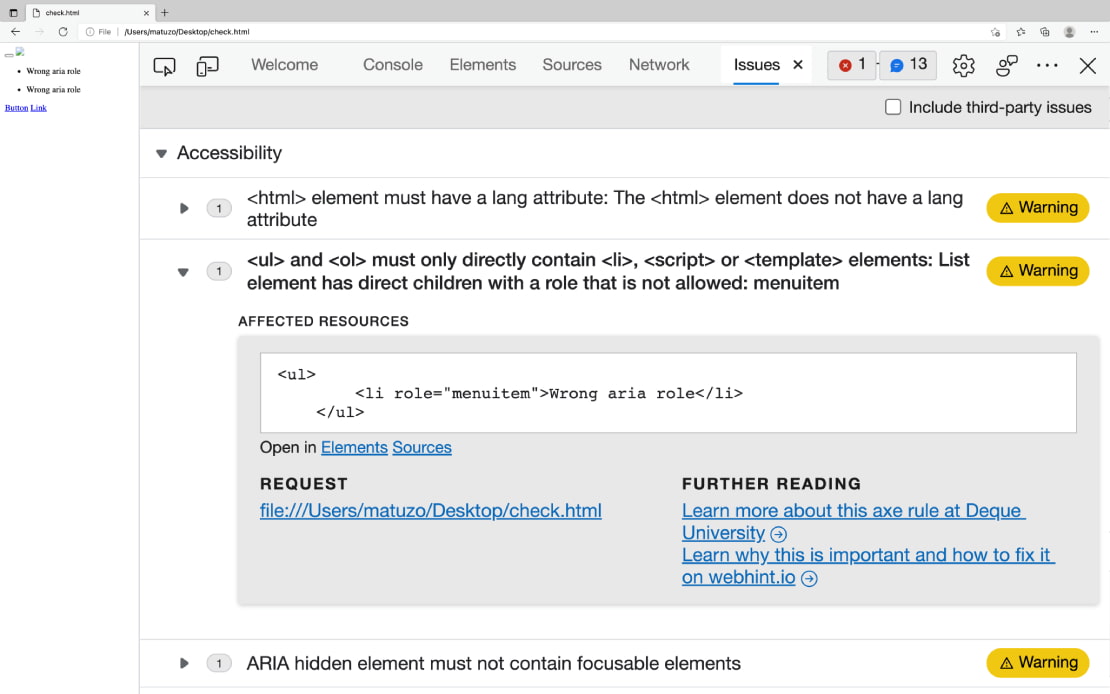 check.html
File
/Users/matuzo/Desktop/check.html
Wrong aria role
Wrong aria role
Button Link
Welcome Console Elements Sources Network Issues 1 13
Include third-party issues
Accessibility
1
<html> element must have a lang attribute: The <html> element does not have a lang
attribute
Warning
1
<ul> and <ol> must only directly contain <li>, <script> or <template> elements: List
element has direct children with a role that is not allowed: menuitem
Warning
AFFECTED RESOURCES
<ul>
<li role="menuitem">Wrong aria role</li>
</ul>
Open in Elements Sources
REQUEST
file:///Users/matuzo/Desktop/check.html
FURTHER READING
Learn more about this axe rule at Deque
University
Learn why this is important and how to fix it
on webhint.io
1
ARIA hidden element must not contain focusable elements
Warning